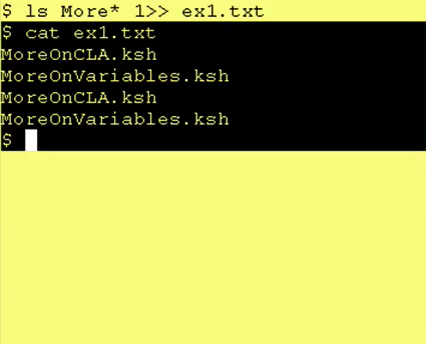 $ ls More* 1>> ex1.txt
$ cat ex1.txt
MoreOnCLA.ksh
MoreOnVariables.ksh
MoreOnCLA.ksh
MoreOnVariables.ksh
$